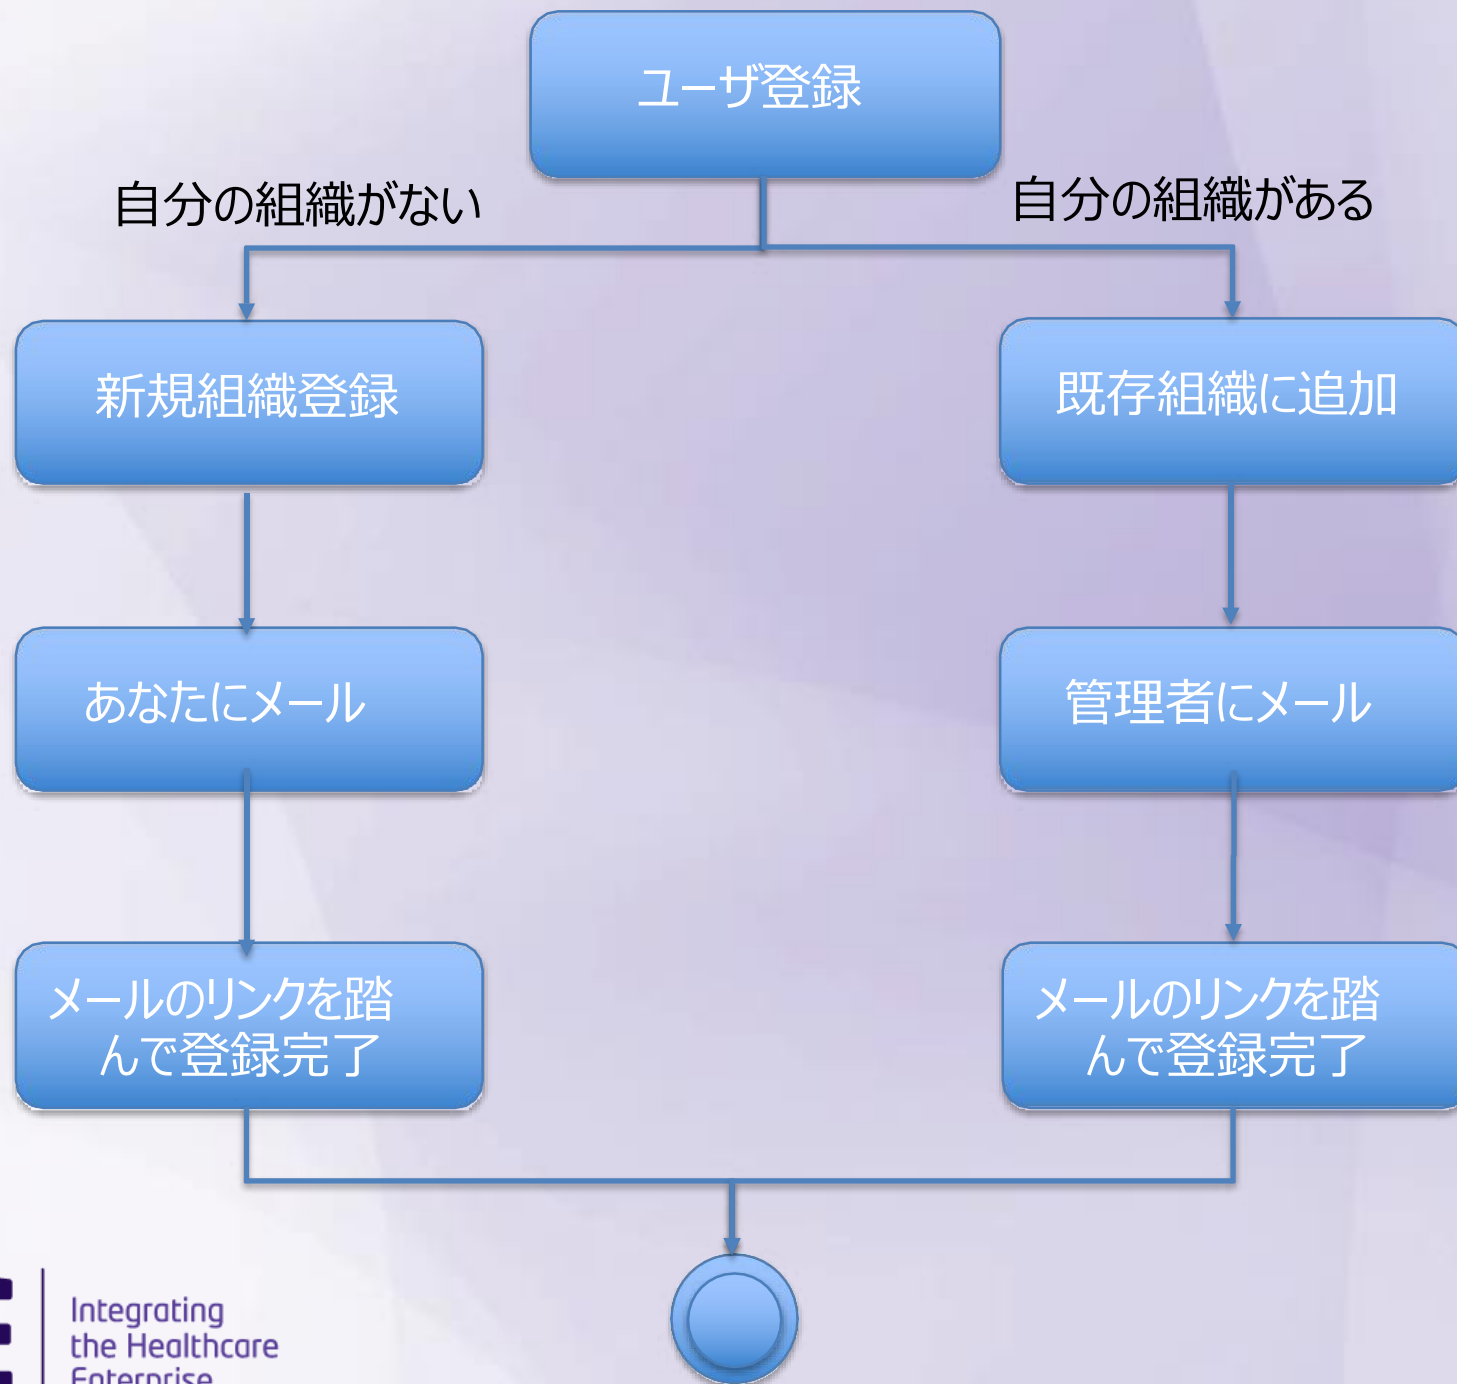 ユーザ登録
自分の組織がない
自分の組織がある
新規組織登録
既存組織に追加
あなたにメール
管理者にメール
メールのリンクを踏
んで登録完了
メールのリンクを踏
んで登録完了
Integrating
the Healthcare
Enterprise